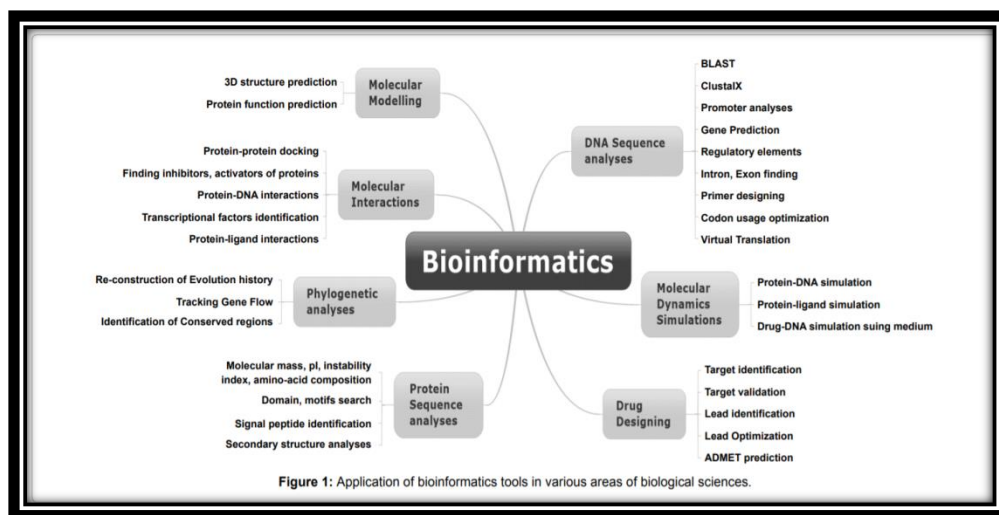 3D structure prediction
Protein function prediction
Molecular
Modelling
Protein-protein docking
Finding inhibitors, activators of proteins
Protein-DNA interactions
Transcriptional factors identification
Protein-ligand interactions
Molecular
Interactions
Re-construction of Evolution history
Tracking Gene Flow
Identification of Conserved regions
Phylogenetic
analyses
Molecular mass, pI, instability
index, amino-acid composition
Domain, motifs search
Signal peptide identification
Secondary structure analyses
Protein
Sequence
analyses
Bioinformatics
DNA Sequence
analyses
BLAST
ClustalX
Promoter analyses
Gene Prediction
Regulatory elements
Intron, Exon finding
Primer designing
Codon usage optimization
Virtual Translation
Molecular
Dynamics
Simulations
Protein-DNA simulation
Protein-ligand simulation
Drug-DNA simulation suing medium
Drug
Designing
Target identification
Target validation
Lead identification
Lead Optimization
ADMET prediction
Figure 1: Application of bioinformatics tools in various areas of biological sciences.